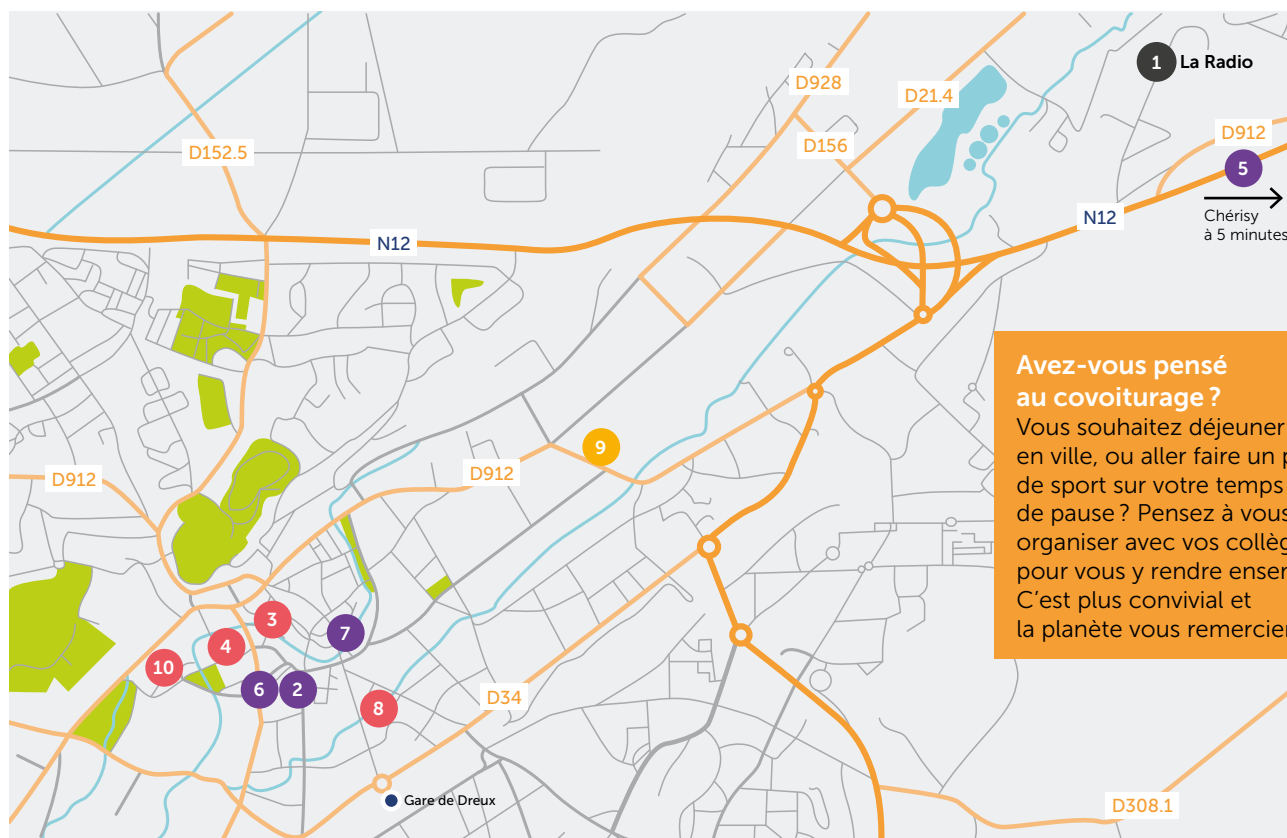 1 La Radio
D928
D21.4
D912
D156
D152.5
5
N12
N12
Chérisy
à 5 minutes
Avez-vous pensé
au covoiturage ?
Vous souhaitez déjeuner
en ville, ou aller faire un
de sport sur votre temps
de pause ? Pensez à vous
organiser avec vos
pour vous y rendre
C'est plus convivial et
la planète vous
9
D912
D912
3
7
4
10
6
2
8
D34
Gare de Dreux
D308.1